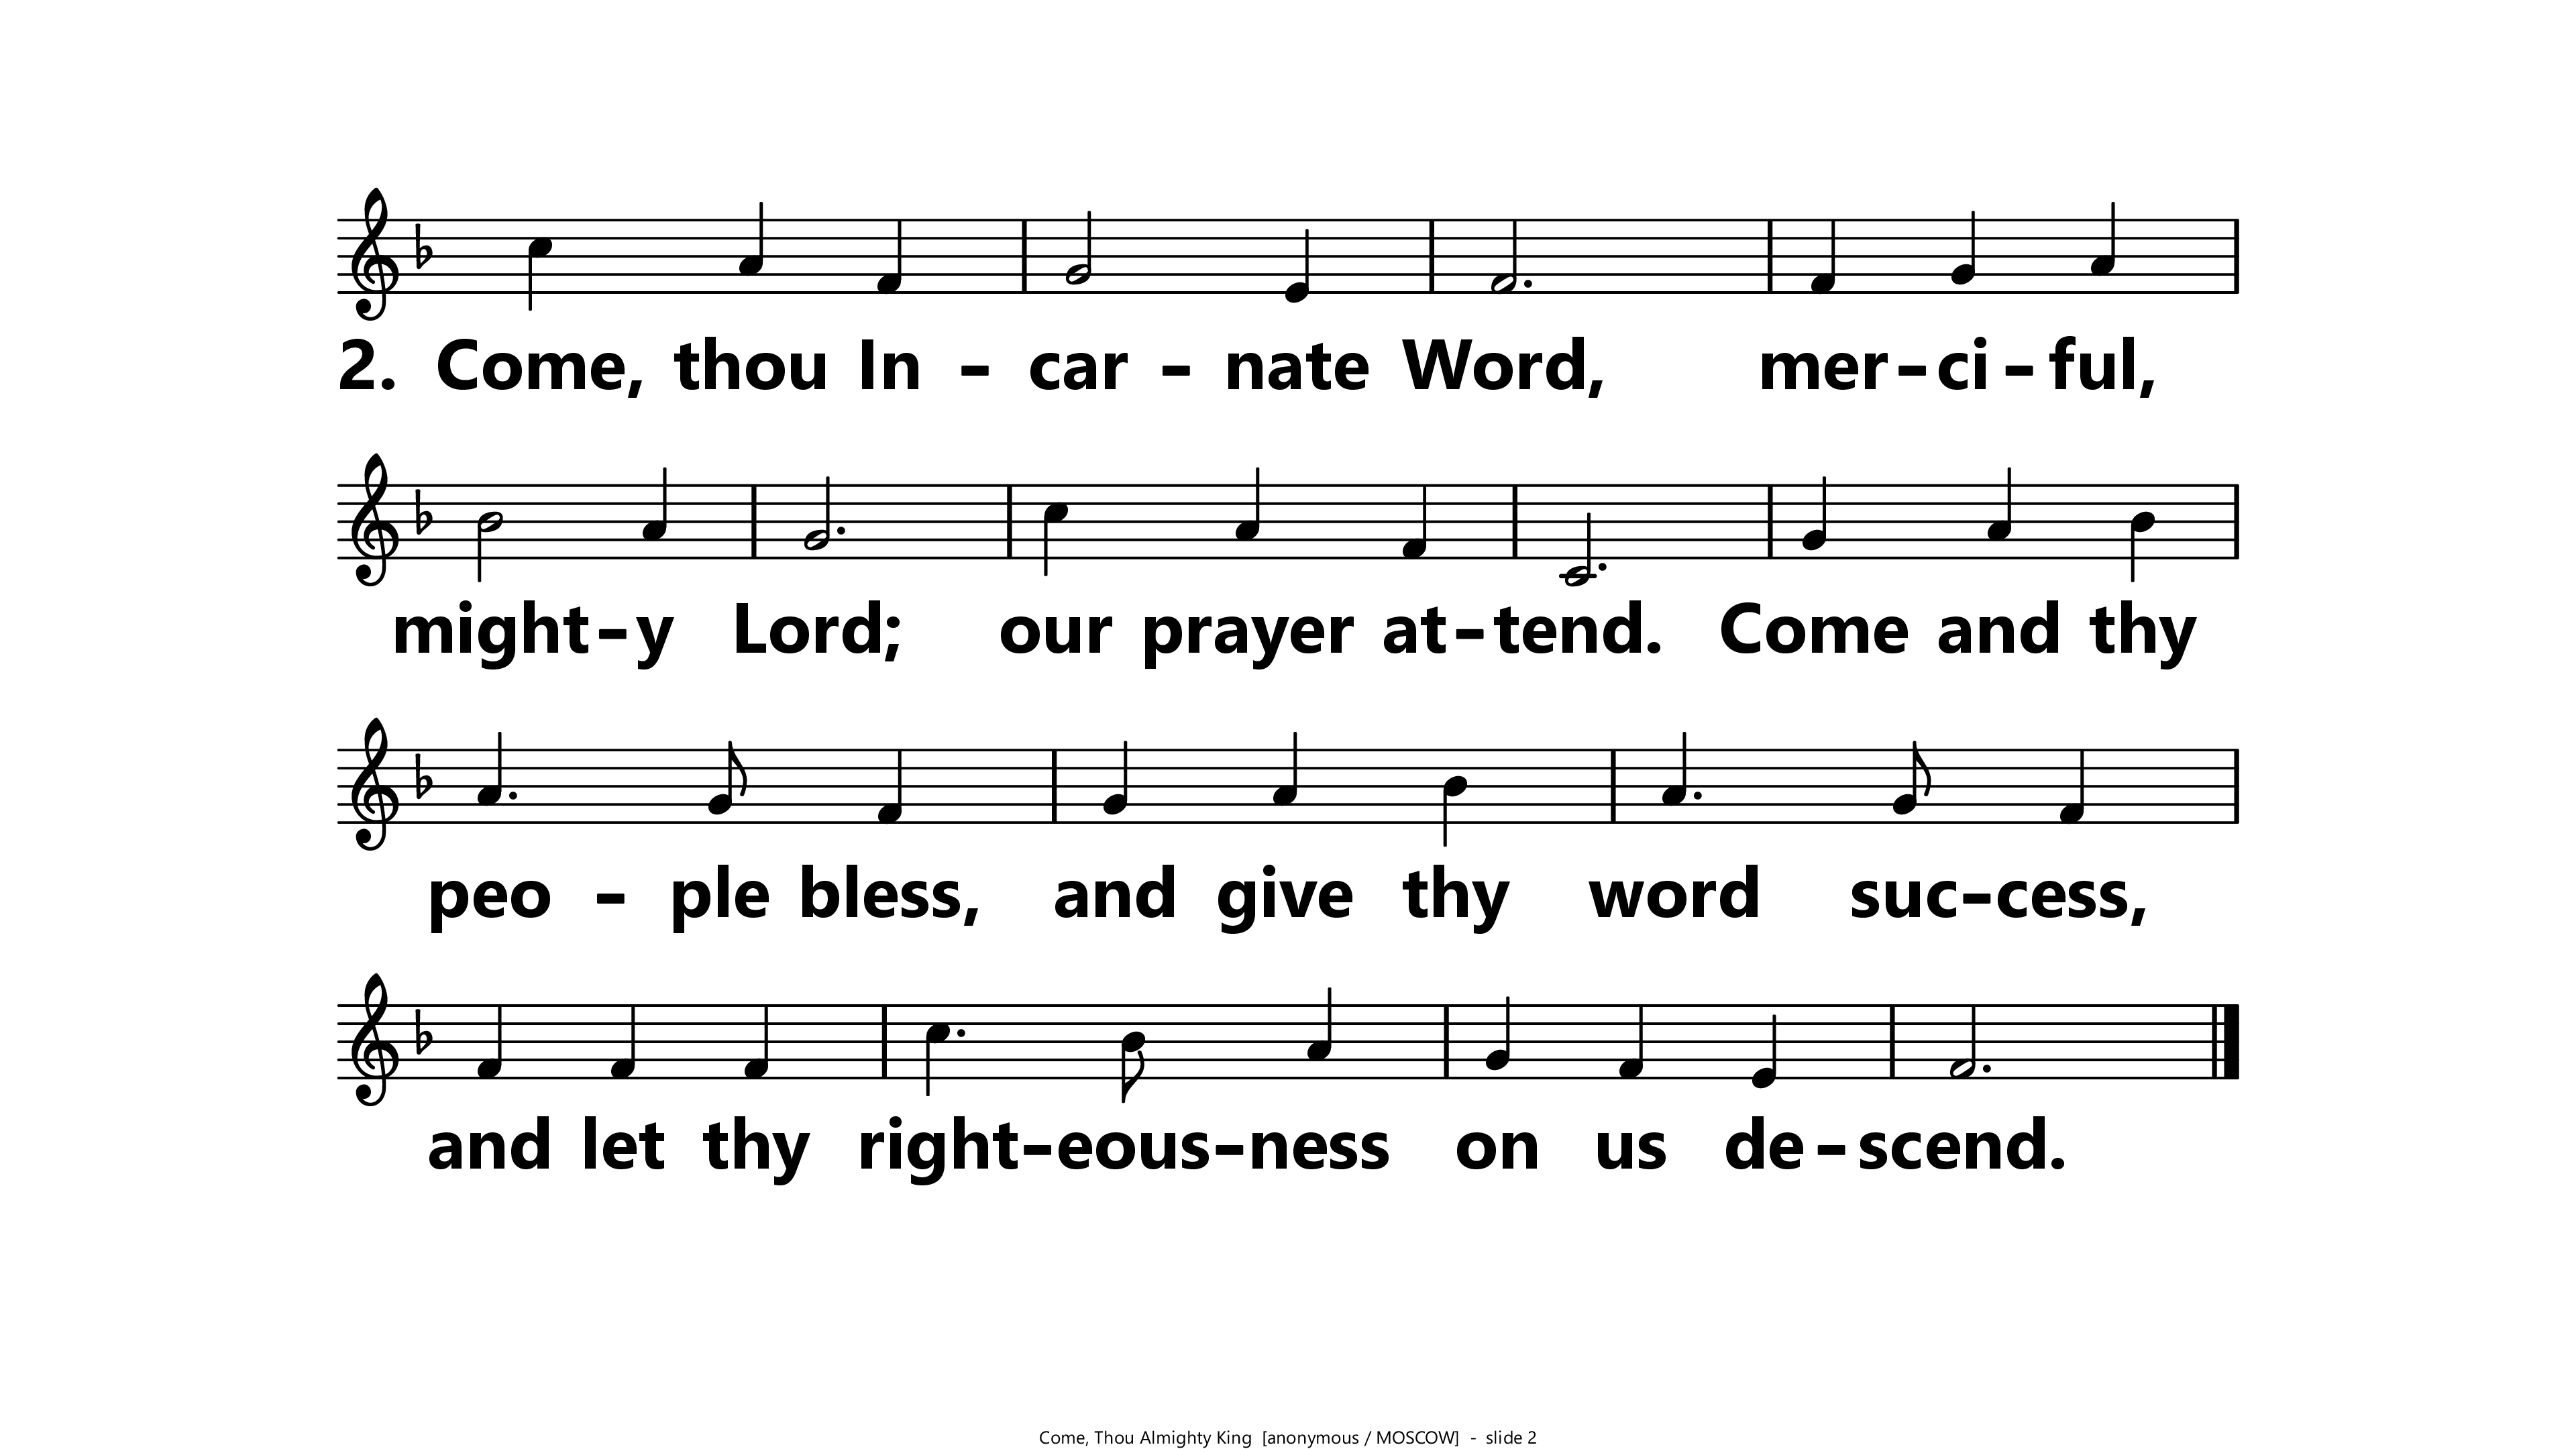 2. Come, thou In - car - nate Word, mer-ci-ful,
might-y Lord; our prayer at-tend. Come and thy
peo - ple bless, and give thy word suc-cess,
and let thy right-eous-ness on us de-scend.
Come, Thou Almighty King [anonymous / MOSCOW] - slide 2